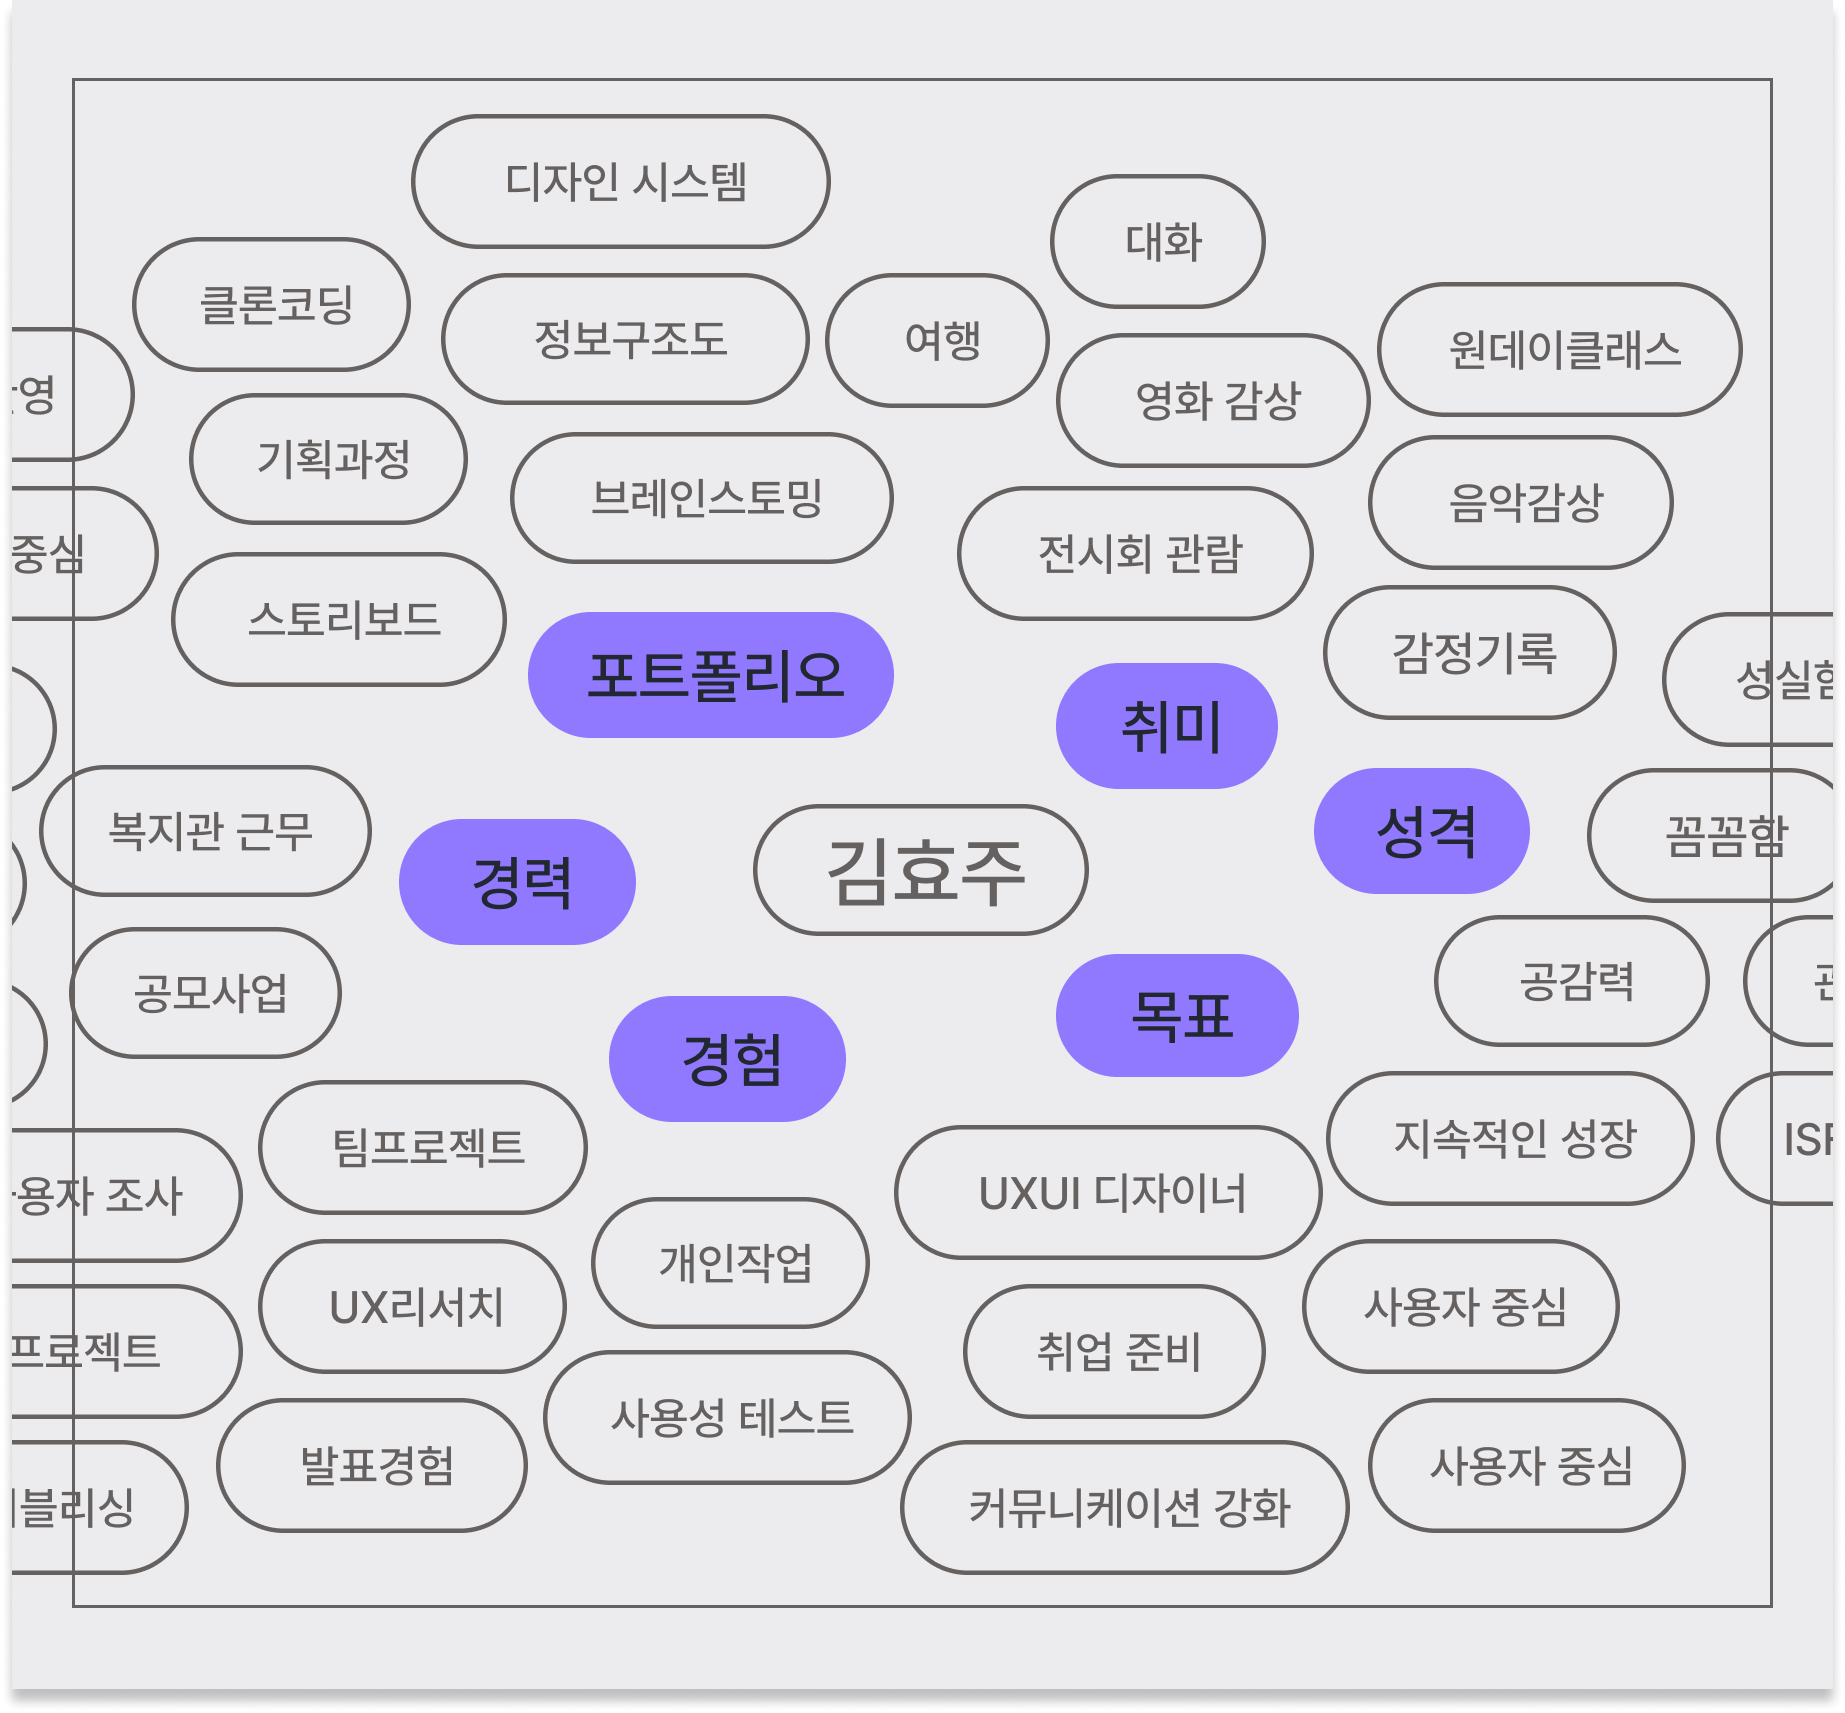 디자인 시스템
대화
클론코딩
정보구조도
여행
원데이클래스
영화 감상
기획과정
브레인스토밍
음악감상
중심
전시회 관람
스토리보드
포트폴리오
감정기록
취미
복지관 근무
성격
꼼꼼함
경력
김효주
공모사업
공감력
목표
경험
팀프로젝트
지속적인 성장
용자 조사
UXUI 디자이너
개인작업
UX리서치
사용자 중심
프로젝트
취업 준비
사용성 테스트
발표경험
사용자 중심
블리싱
커뮤니케이션 강화